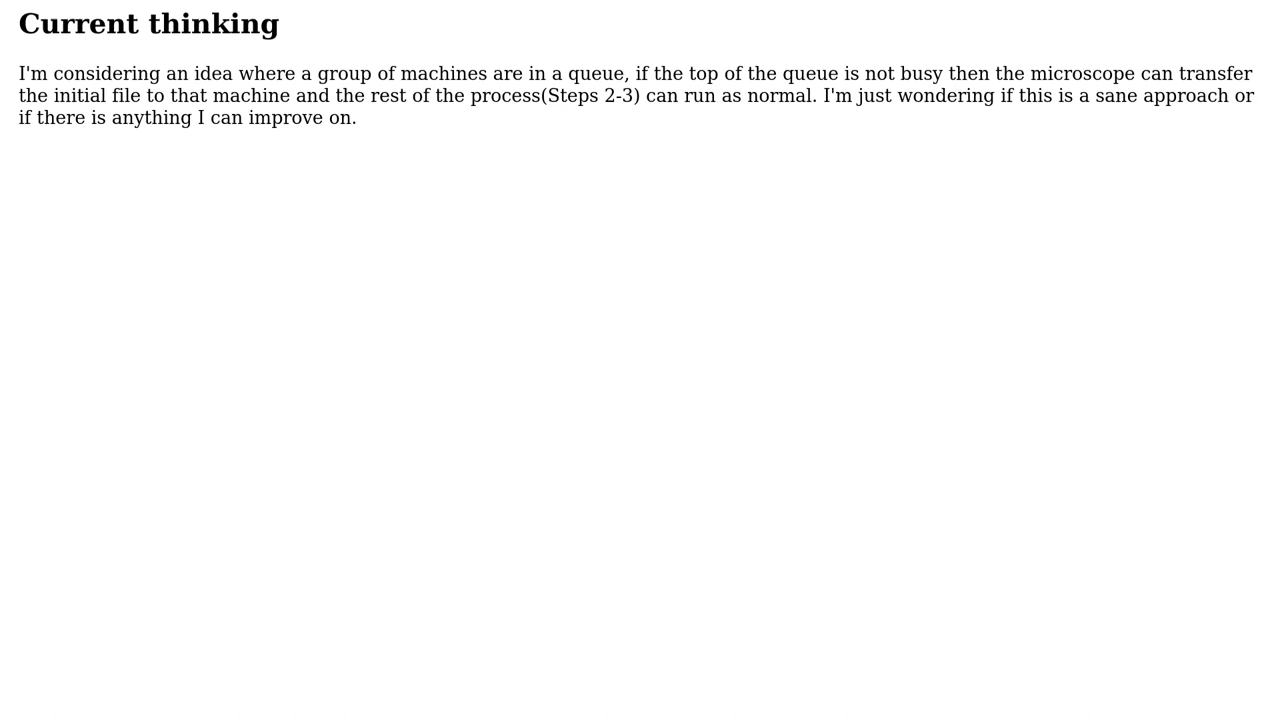 Current thinking
I'm considering an idea where a group of machines are in a queue, if the top of the queue is not busy then the microscope can transfer
the initial file to that machine and the rest of the process(Steps 2-3) can run as normal. I'm just wondering if this is a sane approach or
if there is anything I can improve on.